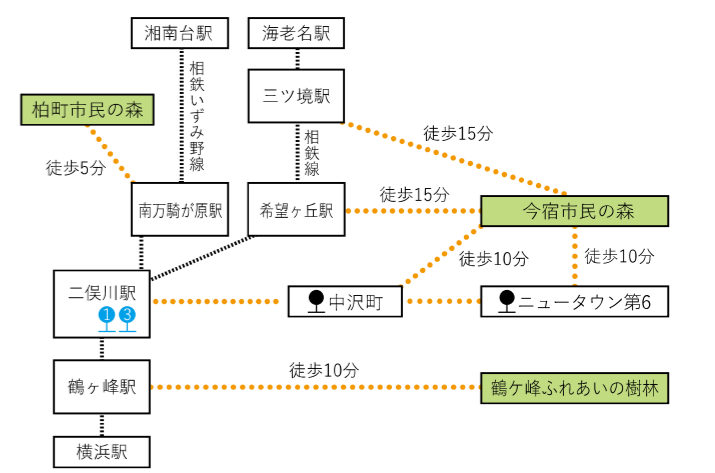 湘南台駅
海老名駅
相鉄いずみ野線
三ツ境駅
柏町市民の森
徒歩15分
相鉄線
徒歩5分
徒歩15分
南万騎が原駅
希望ヶ丘駅
今宿市民の森
徒歩10分
徒歩10分
二俣川駅
1 3
中沢町
ニュータウン第6
徒歩10分
鶴ヶ峰駅
鶴ケ峰ふれあいの樹林
横浜駅